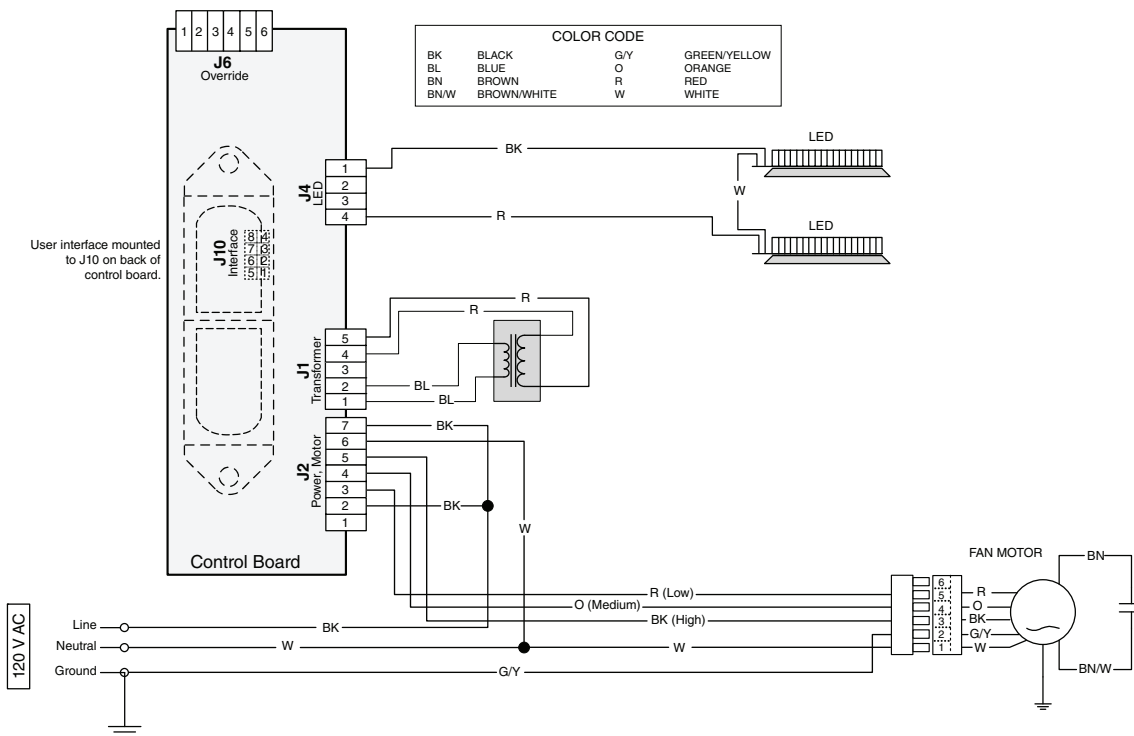 1 2 3 4 5 6
J6
Override
COLOR CODE
BK BLACK G/Y GREEN/YELLOW
BL BLUE O ORANGE
BN BROWN R RED
BN/W BROWN/WHITE W WHITE
LED
BK
1
2
3
4
J4
LED
W
R
LED
User interface mounted
to J10 on back of
control board.
J10
Interface
8 4
7 3
6 2
5 1
R
R
5
4
3
2
1
J1
Transformer
BL
BL
7
6
5
4
3
2
1
J2
Power, Motor
BK
BK
W
Control Board
FAN MOTOR
BN
R (Low)
O (Medium)
BK (High)
6
5
4
3
2
1
R
O
BK
G/Y
W
BN/W
120 V AC
Line
BK
Neutral
W
W
Ground
G/Y